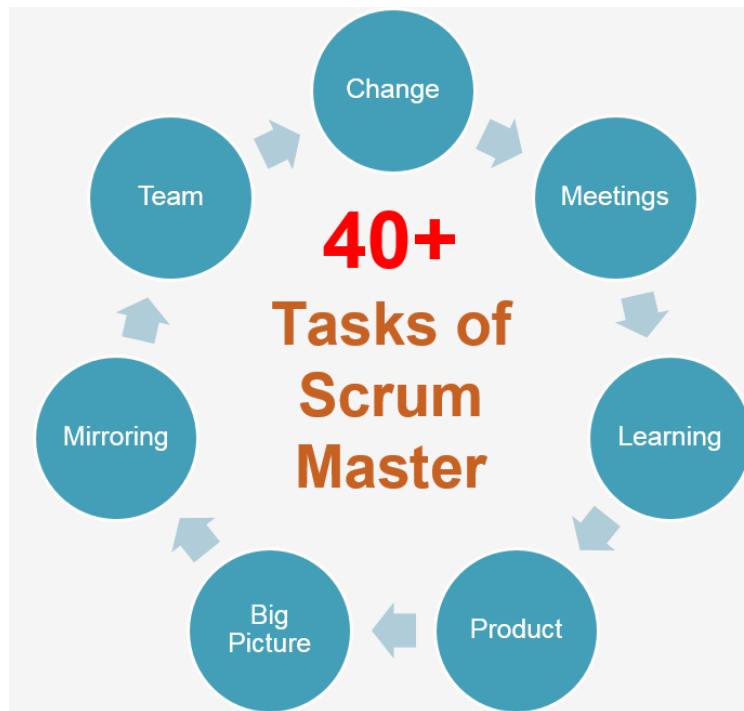 Change
Meetings
Learning
Product
Big
Picture
Mirroring
Team
40+
Tasks of
Scrum
Master